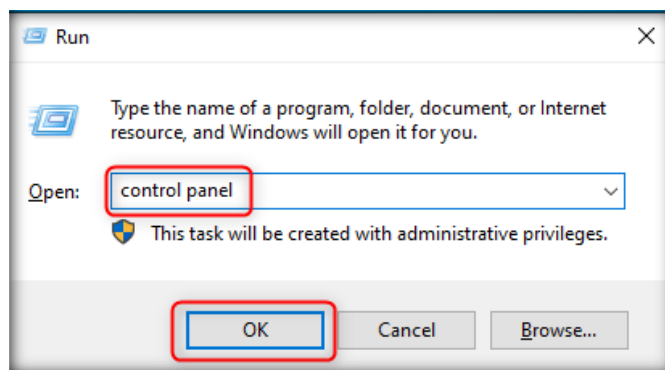 Run
Type the name of a program, folder, document, or Internet
resource, and Windows will open it for you.
Open: control panel
This task will be created with administrative privileges.
OK Cancel Browse...